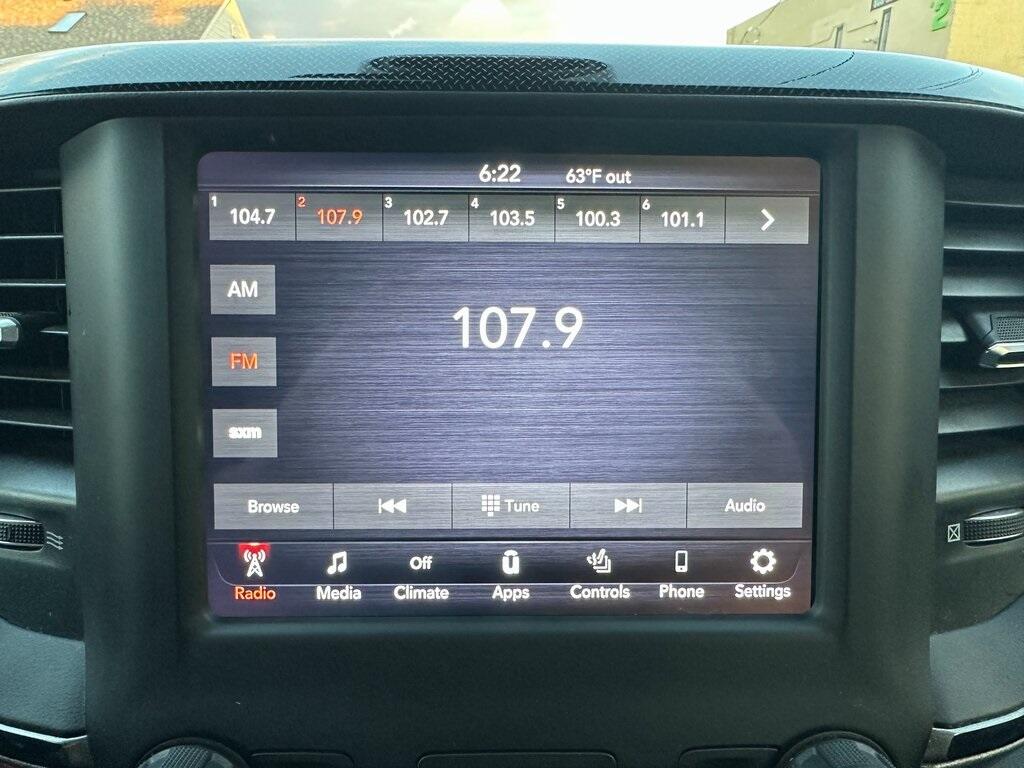 6:22 63°F out
1 104.7 2 107.9 3 102.7 4 103.5 5 100.3 6 101.1
AM
107.9
FM
sxm
Browse Tune Audio
Off
Radio Media Climate Apps Controls Phone Settings
2